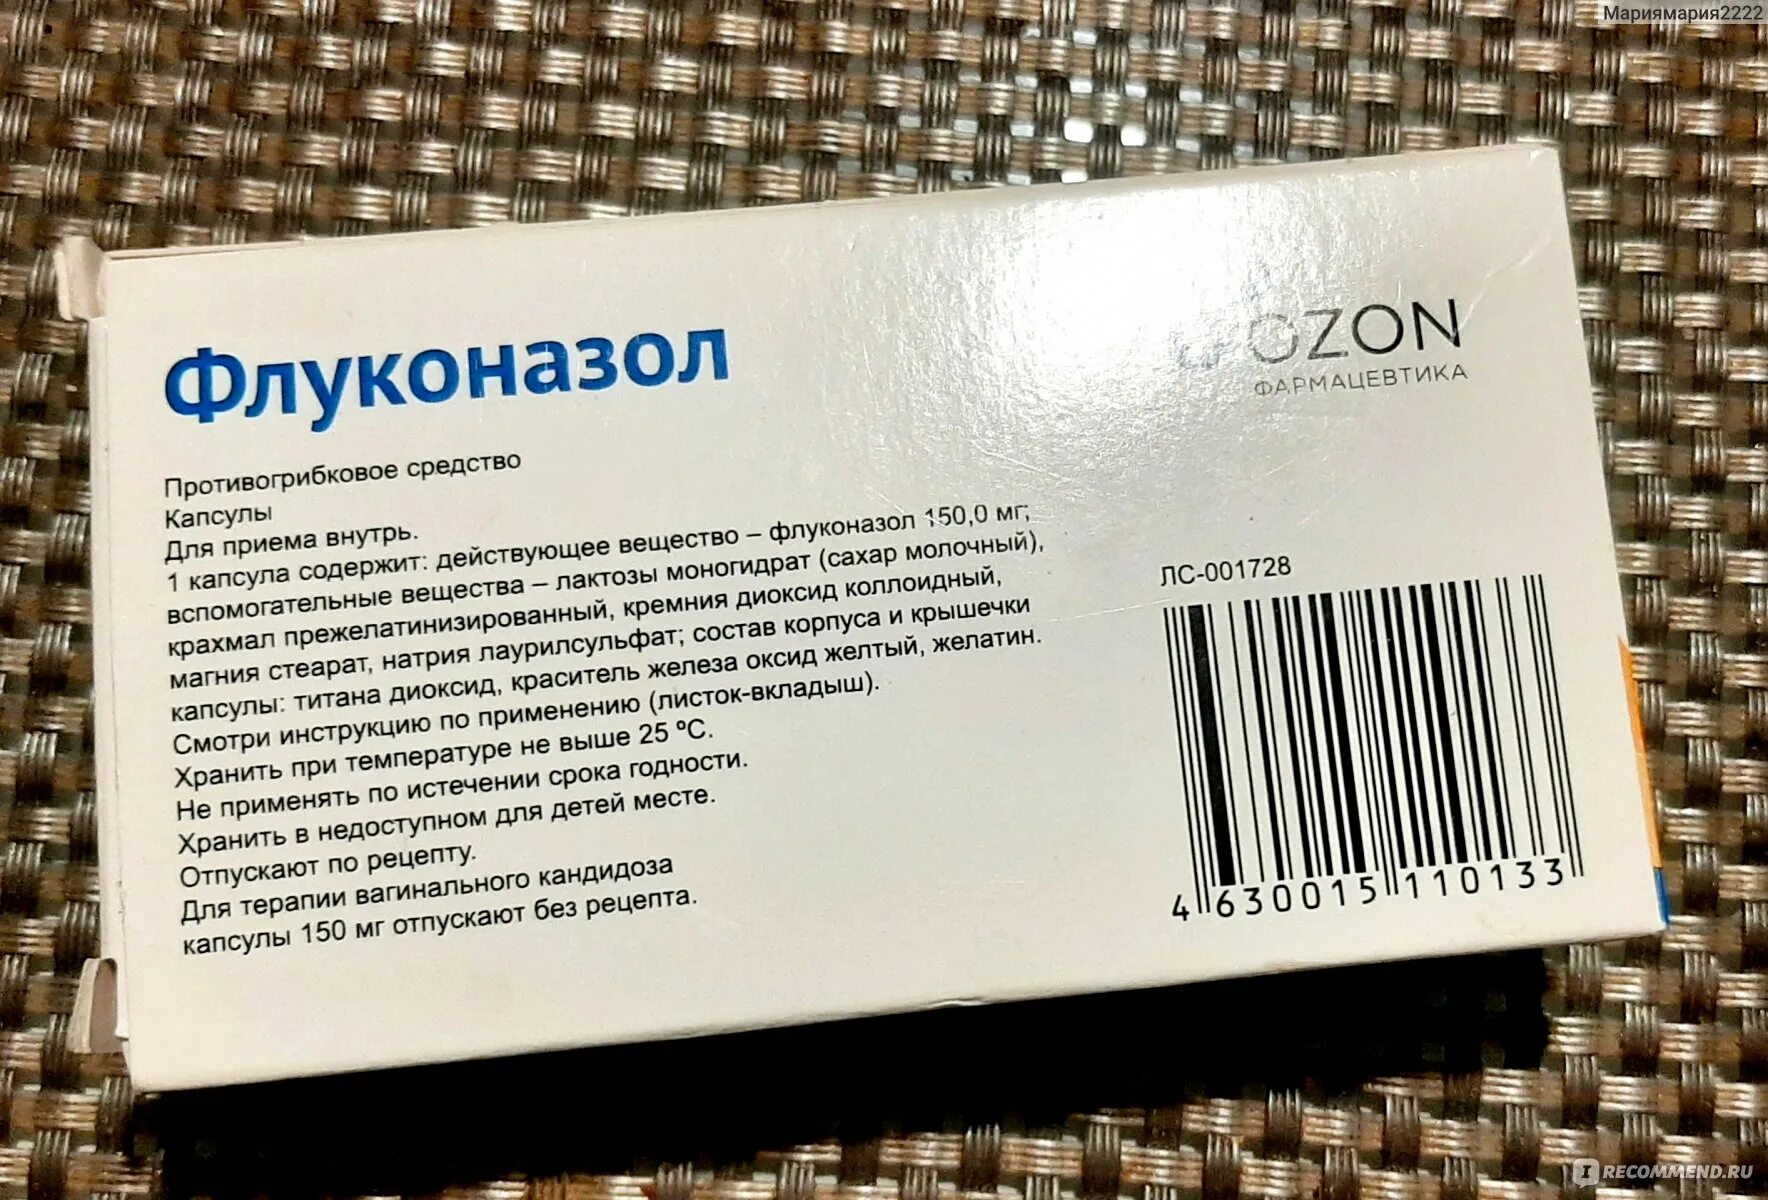 Мариямария2222
Флуконазол
OZON
ФАРМАЦЕВТИКА
Противогрибковое средство
Капсулы
Для приема внутрь.
1 капсула содержит: действующее вещество – флуконазол 150,0 мг;
вспомогательные вещества – лактозы моногидрат (сахар молочный),
крахмал прежелатинизированный, кремния диоксид коллоидный,
магния стеарат, натрия лаурилсульфат; состав корпуса и крышечки
капсулы: титана диоксид, краситель железа оксид желтый, желатин.
Смотри инструкцию по применению (листок-вкладыш).
Хранить при температуре не выше 25 ºС.
Не применять по истечении срока годности.
Хранить в недоступном для детей месте.
Отпускают по рецепту.
Для терапии вагинального кандидоза
капсулы 150 мг отпускают без рецепта.
ЛС-001728
4 630015 110133
RECOMMEND.RU